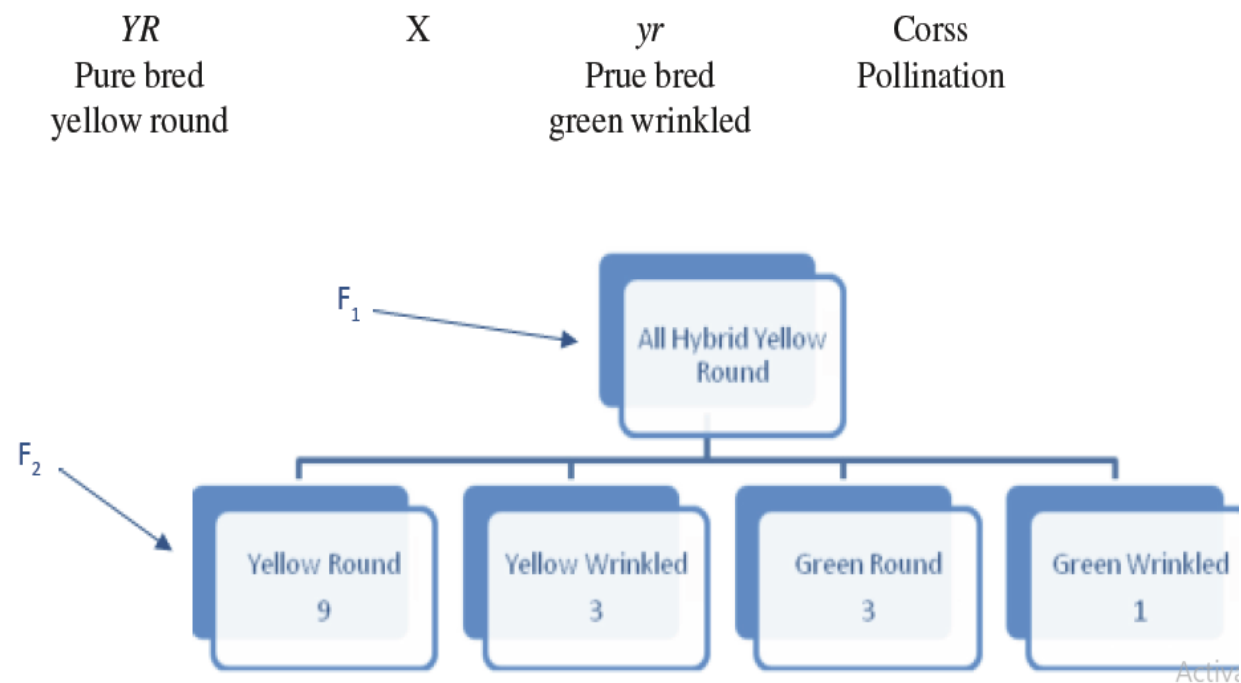 YR X yr Corss
Pure bred Prue bred Pollination
yellow round green wrinkled
F1
All Hybrid Yellow
Round
F2
Yellow Round Yellow Wrinkled Green Round Green Wrinkled
9 3 3 1
Activa